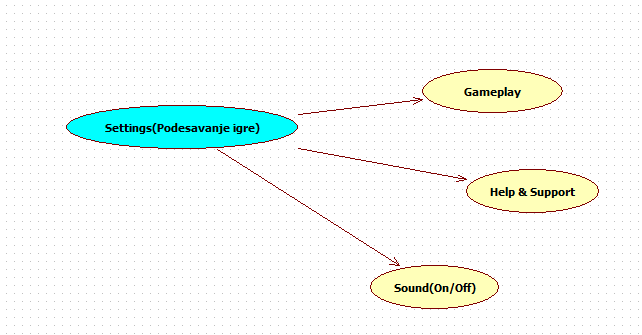 Gameplay
Settings(Podesavanje igre)
Help & Support
Sound(On/Off)